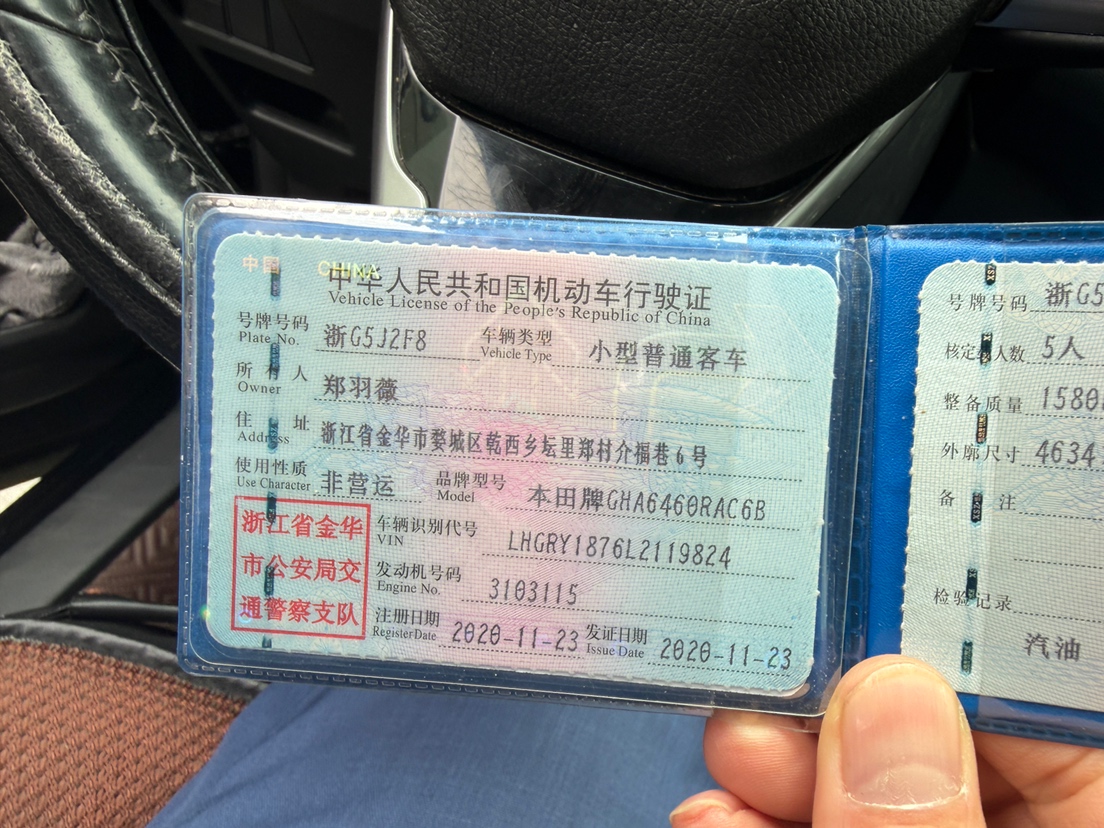 中国 CHINA
中华人民共和国机动车行驶证
Vehicle License of the People's Republic of China
号牌号码 浙G5J2F8 车辆类型 小型普通客车
Plate No. Vehicle Type
所有人 郑羽薇
Owner
住址 浙江省金华市婺城区乾西乡坛里郑村介福巷6号
Address
使用性质 非营运 品牌型号 本田牌GHA6460RAC6B
Use Character Model
浙江省金华
市公安局交
通警察支队
车辆识别代号 LHGRY1876L2119824
VIN
发动机号码 3103115
Engine No.
注册日期 2020-11-23 发证日期 2020-11-23
Register Date Issue Date
号牌号码 浙G5
核定人数 5人
整备质量 1580
外廓尺寸 4634
备注
检验记录
汽油